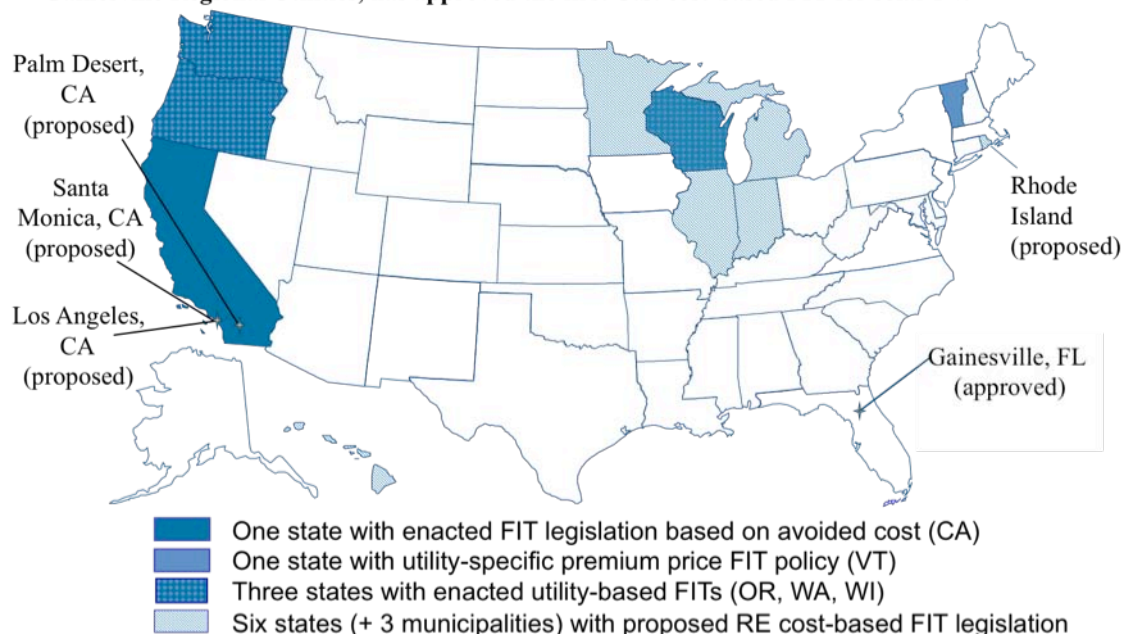 Palm Desert,
CA
(proposed)
Santa
Monica, CA
(proposed)
Los Angeles,
CA
(proposed)
Rhode
Island
(proposed)
Gainesville, FL
(approved)
One state with enacted FIT legislation based on avoided cost (CA)
One state with utility-specific premium price FIT policy (VT)
Three states with enacted utility-based FITs (OR, WA, WI)
Six states (+ 3 municipalities) with proposed RE cost-based FIT legislation